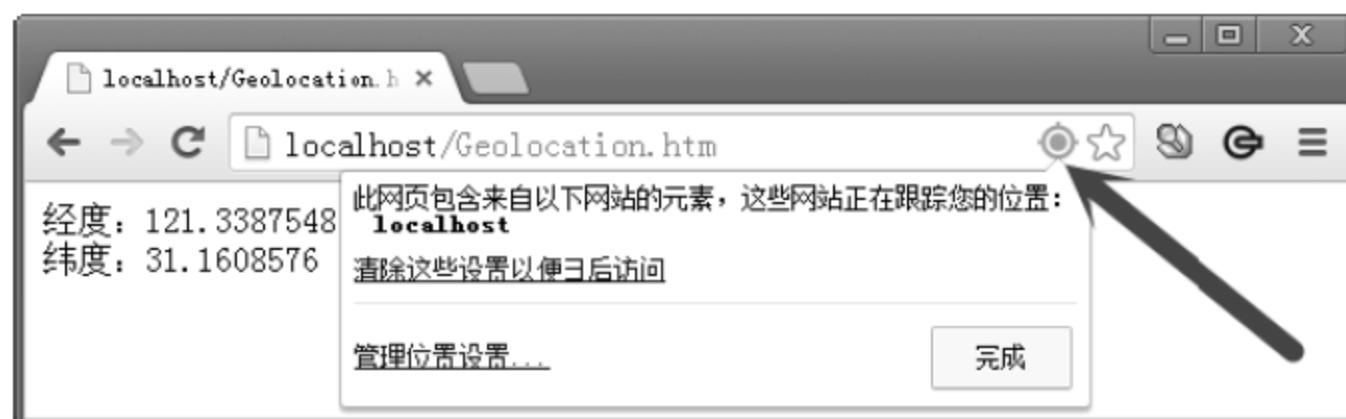 localhost/Geolocation.h
localhost/Geolocation.htm
此网页包含来自以下网站的元素，这些网站正在跟踪您的位置：
localhost
经度：121.3387548
纬度：31.1608576
清除这些设置以便日后访问
管理位置设置...
完成